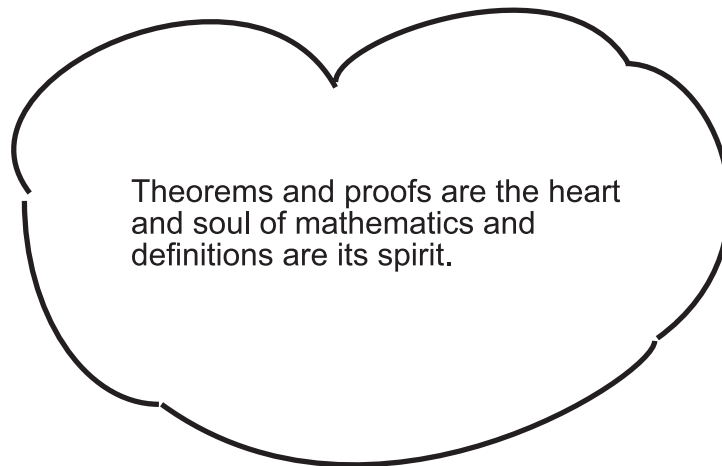 Theorems and proofs are the heart
and soul of mathematics and
definitions are its spirit.